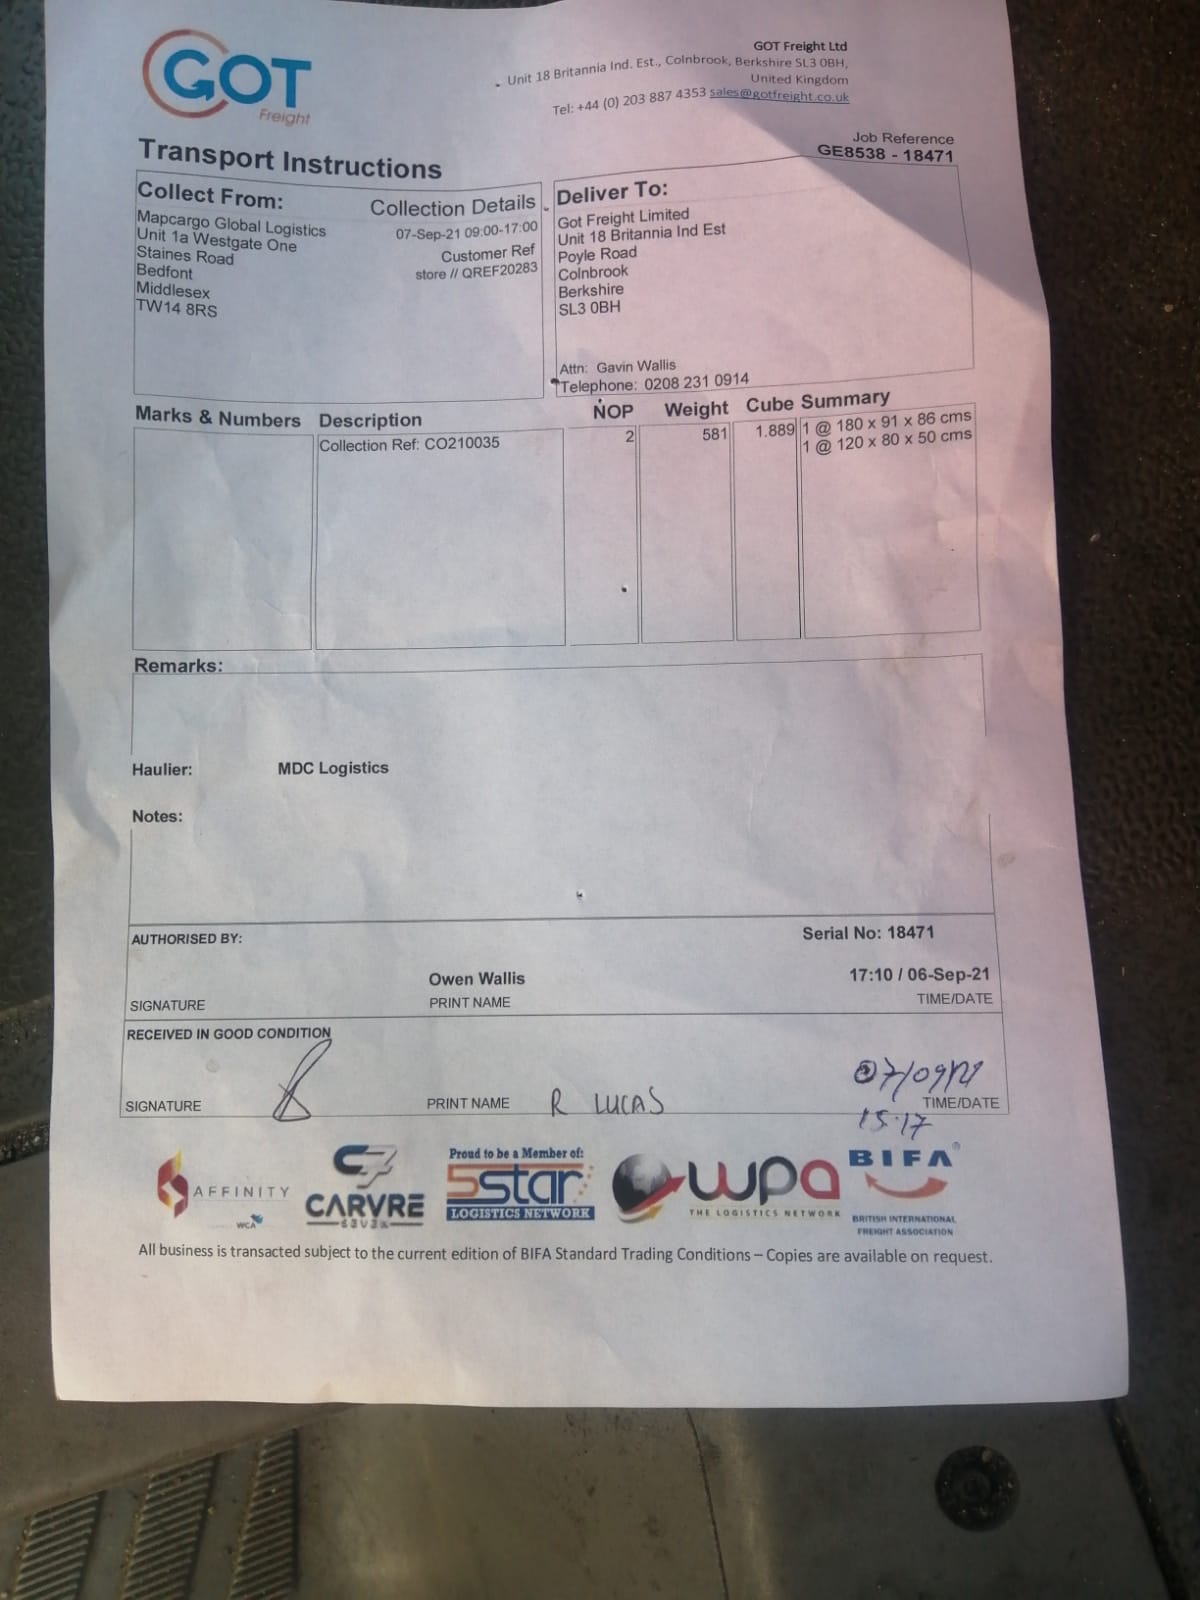 GOT
Freight
GOT Freight Ltd
Unit 18 Britannia Ind. Est., Colnbrook, Berkshire SL3 0BH,
United Kingdom
Tel: +44 (0) 203 887 4353 sales@gotfreight.co.uk
Job Reference
GE8538 - 18471
Transport Instructions
Collect From:
Mapcargo Global Logistics
Unit 1a Westgate One
Staines Road
Bedfont
Middlesex
TW14 8RS
Collection Details
07-Sep-21 09:00-17:00
Customer Ref
store // QREF20283
Deliver To:
Got Freight Limited
Unit 18 Britannia Ind Est
Poyle Road
Colnbrook
Berkshire
SL3 0BH
Attn: Gavin Wallis
Telephone: 0208 231 0914
Marks & Numbers Description NOP Weight Cube Summary
Collection Ref: CO210035 2 581 1.889 1 @ 180 x 91 x 86 cms
1 @ 120 x 80 x 50 cms
Remarks:
Haulier: MDC Logistics
Notes:
AUTHORISED BY: Serial No: 18471
Owen Wallis 17:10 / 06-Sep-21
SIGNATURE PRINT NAME TIME/DATE
RECEIVED IN GOOD CONDITION
07/09/21
SIGNATURE PRINT NAME R LUCAS TIME/DATE
15.17
AFFINITY
WCA
C7
CARVRE
Proud to be a Member of:
5star
LOGISTICS NETWORK
wpa
THE LOGISTICS NETWORK
BIFA®
BRITISH INTERNATIONAL
FREIGHT ASSOCIATION
All business is transacted subject to the current edition of BIFA Standard Trading Conditions – Copies are available on request.